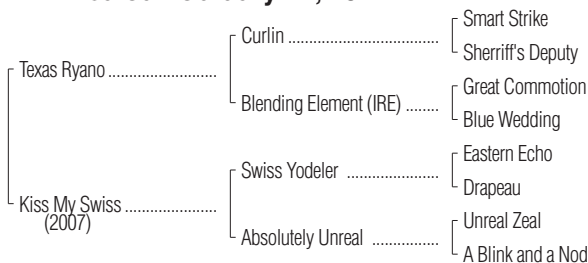 Smart Strike
Curlin
Sherriff's Deputy
Texas Ryano
Great Commotion
Blending Element (IRE)
Blue Wedding
Eastern Echo
Swiss Yodeler
Drapeau
Kiss My Swiss
(2007)
Unreal Zeal
Absolutely Unreal
A Blink and a Nod